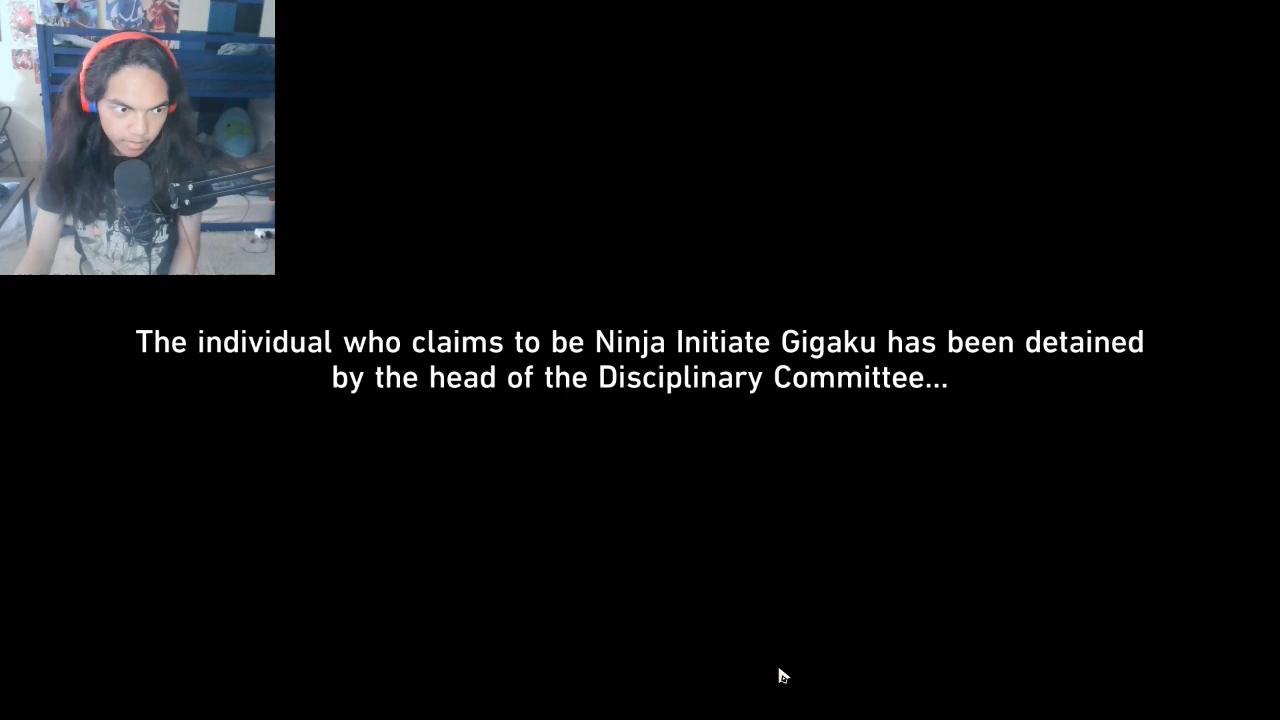 The individual who claims to be Ninja Initiate Gigaku has been detained
by the head of the Disciplinary Committee...